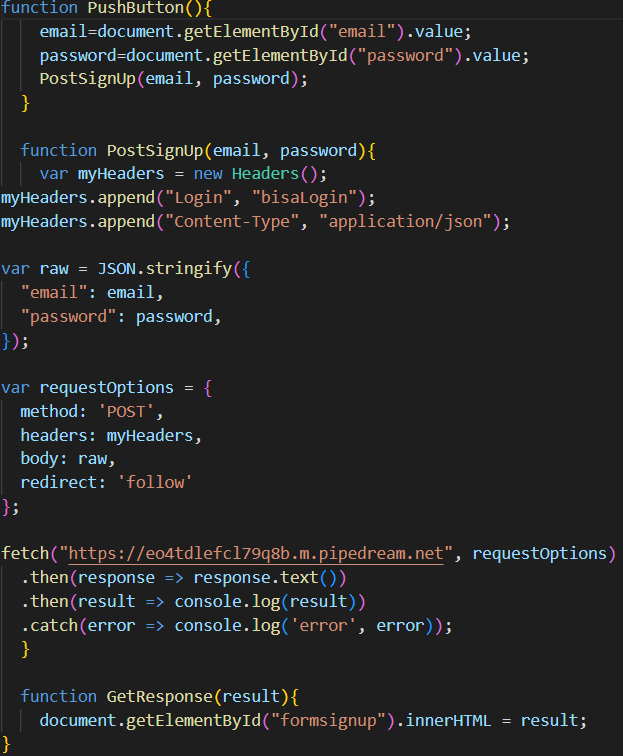 function PushButton(){
    email=document.getElementById("email").value;
    password=document.getElementById("password").value;
    PostSignUp(email, password);
  }

  function PostSignUp(email, password){
    var myHeaders = new Headers();
myHeaders.append("Login", "bisaLogin");
myHeaders.append("Content-Type", "application/json");

var raw = JSON.stringify({
  "email": email,
  "password": password,
});

var requestOptions = {
  method: 'POST',
  headers: myHeaders,
  body: raw,
  redirect: 'follow'
};

fetch("https://eo4tdlefcl79q8b.m.pipedream.net", requestOptions)
  .then(response => response.text())
  .then(result => console.log(result))
  .catch(error => console.log('error', error));
  }

  function GetResponse(result){
    document.getElementById("formsignup").innerHTML = result;
}